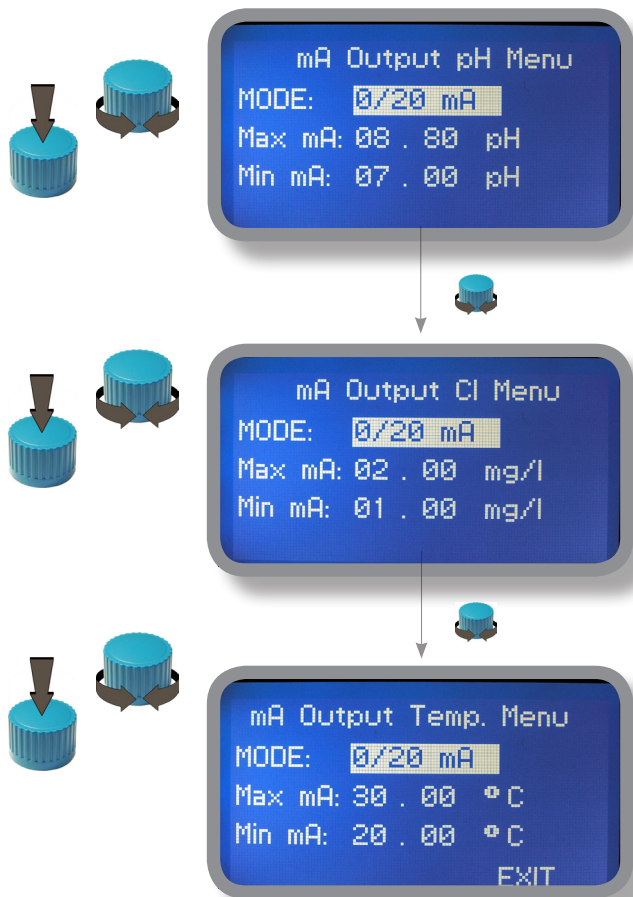 mA Output pH Menu
MODE: 0/20 mA
Max mA: 08 . 80 pH
Min mA: 07 . 00 pH
mA Output Cl Menu
MODE: 0/20 mA
Max mA: 02 . 00 mg/l
Min mA: 01 . 00 mg/l
mA Output Temp. Menu
MODE: 0/20 mA
Max mA: 30 . 00 °C
Min mA: 20 . 00 °C
EXIT